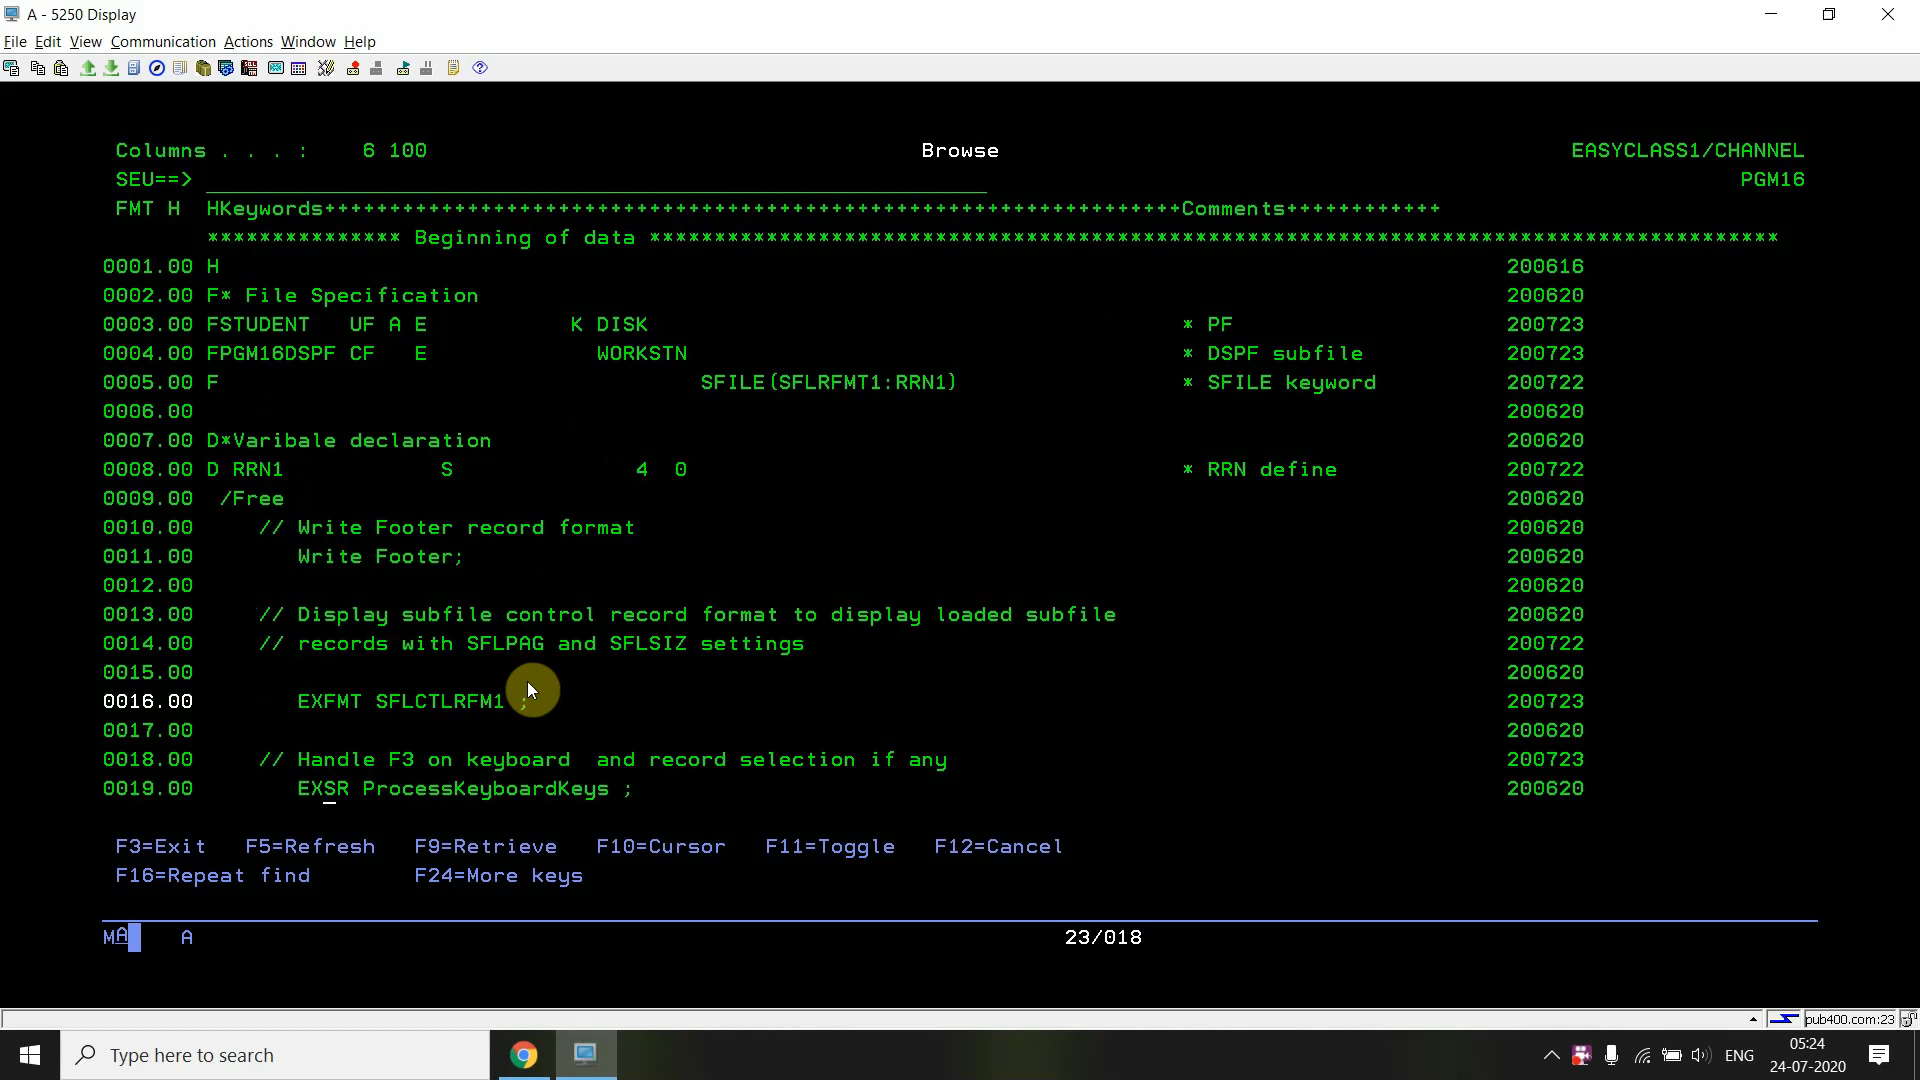 A - 5250 Display
File Edit View Communication Actions Window Help
Columns . . . :    6 100    Browse    EASYCLASS1/CHANNEL
SEU==>    PGM16
FMT H  HKeywords++++++++++++++++++++++++++++++++++++++++++++++++++++++++++++++++++Comments++++++++++++
*************** Beginning of data ***************************************************************************************
0001.00 H    200616
0002.00 F* File Specification    200620
0003.00 FSTUDENT   UF A E           K DISK    * PF    200723
0004.00 FPGM16DSPF CF   E             WORKSTN    * DSPF subfile    200723
0005.00 F    SFILE(SFLRFMT1:RRN1)    * SFILE keyword    200722
0006.00    200620
0007.00 D*Varibale declaration    200620
0008.00 D RRN1            S              4  0    * RRN define    200722
0009.00  /Free    200620
0010.00     // Write Footer record format    200620
0011.00        Write Footer;    200620
0012.00    200620
0013.00     // Display subfile control record format to display loaded subfile    200620
0014.00     // records with SFLPAG and SFLSIZ settings    200722
0015.00    200620
0016.00        EXFMT SFLCTLRFM1 ;    200723
0017.00    200620
0018.00     // Handle F3 on keyboard  and record selection if any    200723
0019.00        EXSR ProcessKeyboardKeys ;    200620
F3=Exit   F5=Refresh   F9=Retrieve   F10=Cursor   F11=Toggle   F12=Cancel
F16=Repeat find        F24=More keys
MA    A    23/018
pub400.com:23
Type here to search
ENG
05:24
24-07-2020